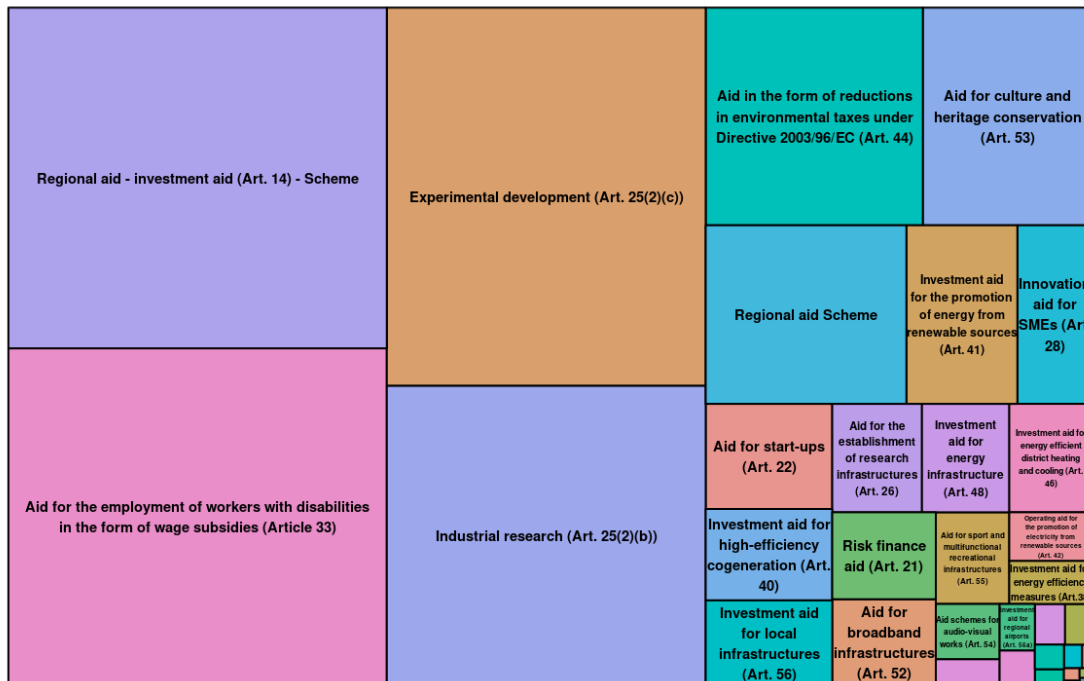 Regional aid - investment aid (Art. 14) - Scheme
Aid for the employment of workers with disabilities
in the form of wage subsidies (Article 33)
Experimental development (Art. 25(2)(c))
Industrial research (Art. 25(2)(b))
Aid in the form of reductions
in environmental taxes under
Directive 2003/96/EC (Art. 44)
Aid for culture and
heritage conservation
(Art. 53)
Regional aid Scheme
Investment aid
for the promotion
of energy from
renewable sources
(Art. 41)
Innovation
aid for
SMEs (Art.
28)
Aid for start-ups
(Art. 22)
Aid for the
establishment
of research
infrastructures
(Art. 26)
Investment
aid for
energy
infrastructure
(Art. 48)
Investment aid for
energy efficient
district heating
and cooling (Art.
46)
Investment aid for
high-efficiency
cogeneration (Art.
40)
Risk finance
aid (Art. 21)
Aid for sport and
multifunctional
recreational
infrastructures
(Art. 55)
Operating aid for
the promotion of
electricity from
renewable sources
(Art. 42)
Investment aid for
energy efficiency
measures (Art.38)
Investment aid
for local
infrastructures
(Art. 56)
Aid for
broadband
infrastructures
(Art. 52)
Aid schemes for
audio-visual
works (Art. 54)
Investment
aid for
regional
airports
(Art. 56a)